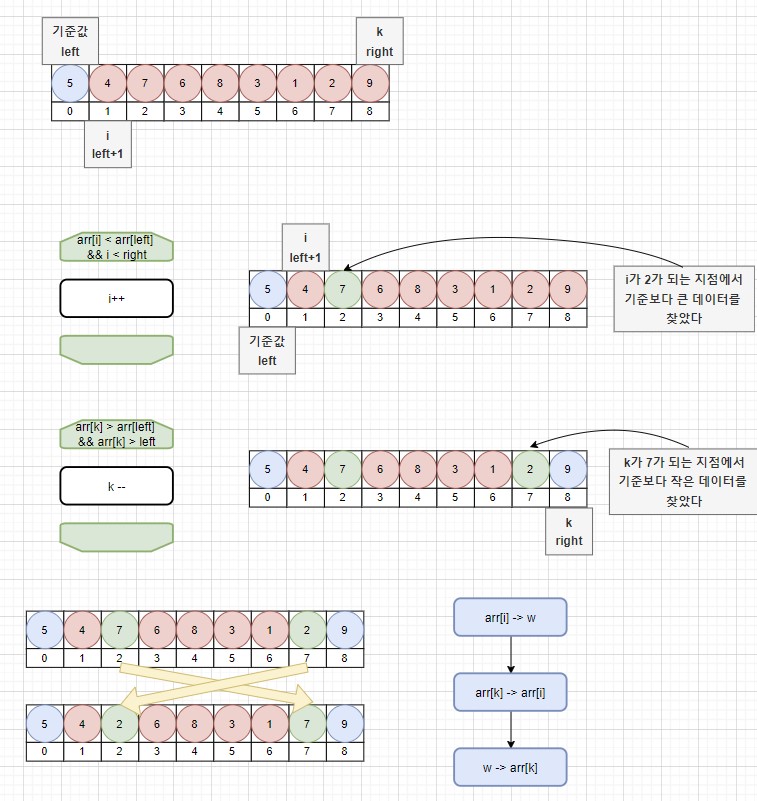 기준값
left
k
right
5 4 7 6 8 3 1 2 9
0 1 2 3 4 5 6 7 8
i
left+1
arr[i] < arr[left]
&& i < right
i++
i
left+1
5 4 7 6 8 3 1 2 9
0 1 2 3 4 5 6 7 8
기준값
left
i가 2가 되는 지점에서
기준보다 큰 데이터를
찾았다
arr[k] > arr[left]
&& arr[k] > left
k --
5 4 7 6 8 3 1 2 9
0 1 2 3 4 5 6 7 8
k
right
k가 7가 되는 지점에서
기준보다 작은 데이터를
찾았다
5 4 7 6 8 3 1 2 9
0 1 2 3 4 5 6 7 8
5 4 2 6 8 3 1 7 9
0 1 2 3 4 5 6 7 8
arr[i] -> w
arr[k] -> arr[i]
w -> arr[k]